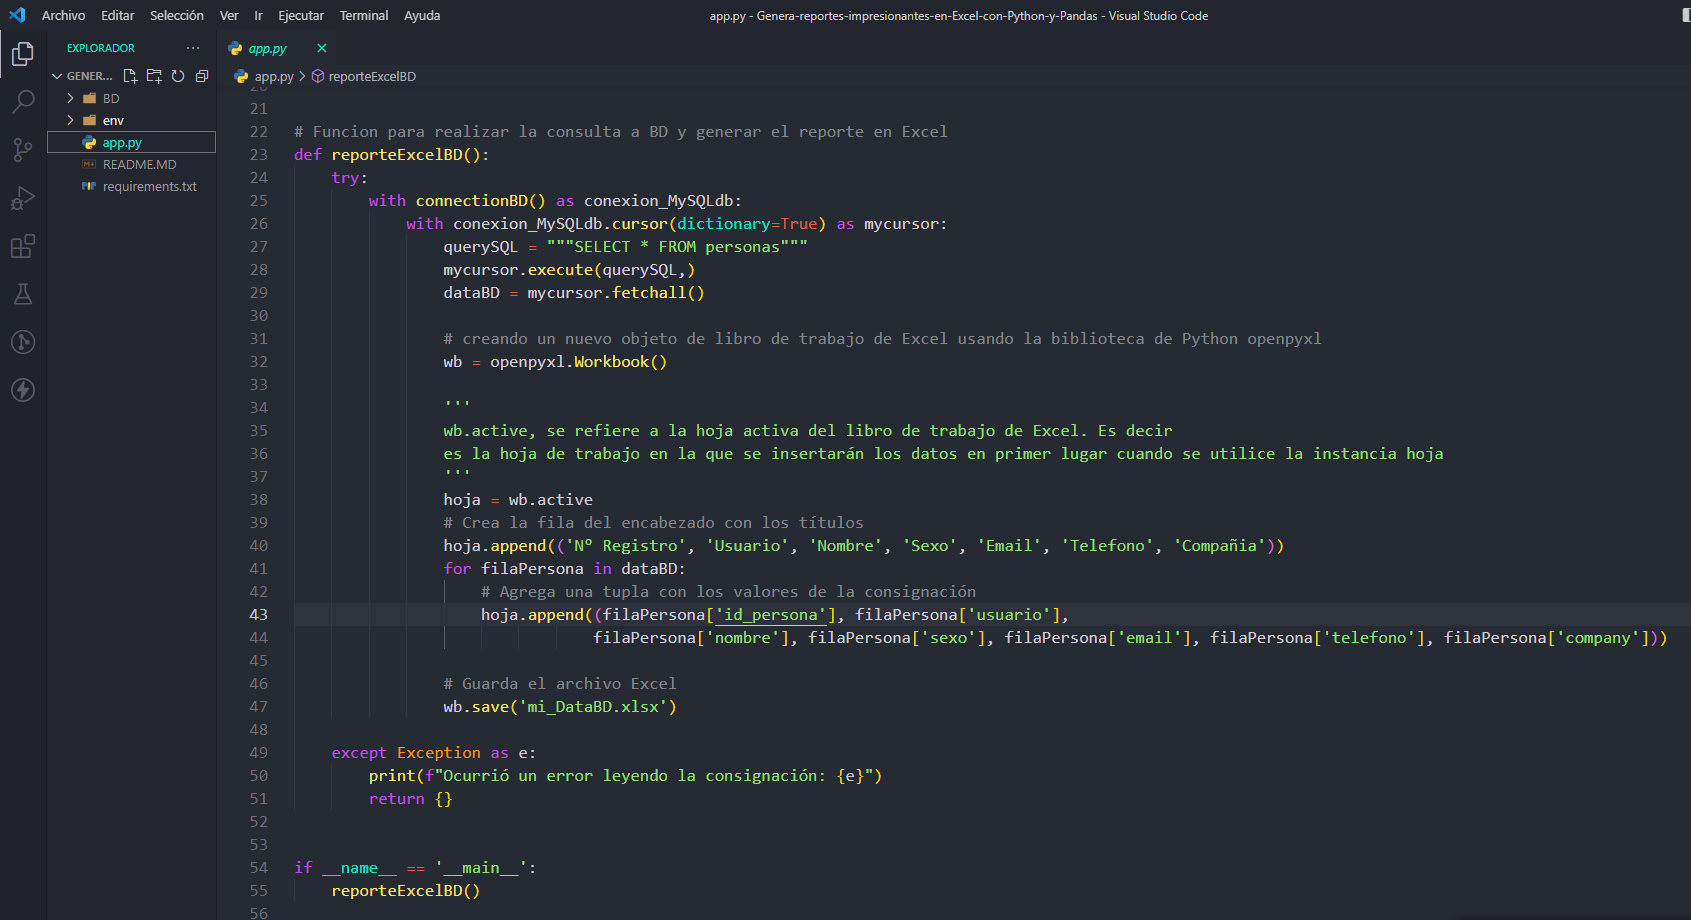 Archivo Editar Selección Ver Ir Ejecutar Terminal Ayuda
app.py - Genera-reportes-impresionantes-en-Excel-con-Python-y-Pandas - Visual Studio Code
EXPLORADOR ...
GENER...
BD
env
app.py
README.MD
requirements.txt
app.py
app.py > reporteExcelBD
20
21
22 # Funcion para realizar la consulta a BD y generar el reporte en Excel
23 def reporteExcelBD():
24 try:
25 with connectionBD() as conexion_MySQLdb:
26 with conexion_MySQLdb.cursor(dictionary=True) as mycursor:
27 querySQL = """SELECT * FROM personas"""
28 mycursor.execute(querySQL,)
29 dataBD = mycursor.fetchall()
30
31 # creando un nuevo objeto de libro de trabajo de Excel usando la biblioteca de Python openpyxl
32 wb = openpyxl.Workbook()
33
34 '''
35 wb.active, se refiere a la hoja activa del libro de trabajo de Excel. Es decir
36 es la hoja de trabajo en la que se insertarán los datos en primer lugar cuando se utilice la instancia hoja
37 '''
38 hoja = wb.active
39 # Crea la fila del encabezado con los títulos
40 hoja.append(('N° Registro', 'Usuario', 'Nombre', 'Sexo', 'Email', 'Telefono', 'Compañia'))
41 for filaPersona in dataBD:
42 # Agrega una tupla con los valores de la consignación
43 hoja.append((filaPersona['id_persona'], filaPersona['usuario'],
44 filaPersona['nombre'], filaPersona['sexo'], filaPersona['email'], filaPersona['telefono'], filaPersona['company']))
45
46 # Guarda el archivo Excel
47 wb.save('mi_DataBD.xlsx')
48
49 except Exception as e:
50 print(f"Ocurrió un error leyendo la consignación: {e}")
51 return {}
52
53
54 if __name__ == '__main__':
55 reporteExcelBD()
56